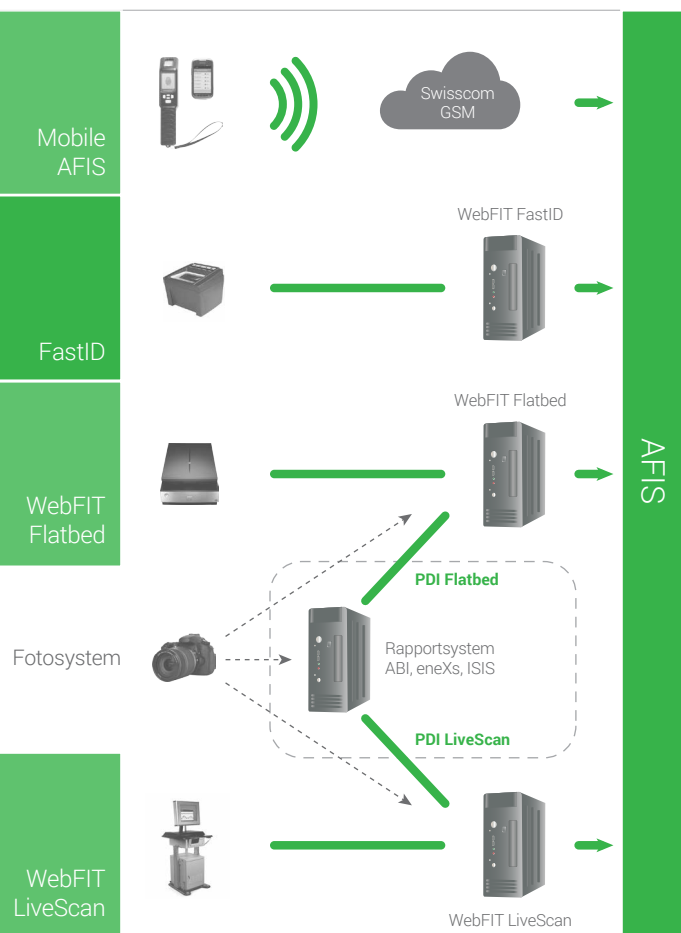 Mobile
AFIS
Swisscom
GSM
WebFIT FastID
FastID
WebFIT Flatbed
WebFIT
Flatbed
AFIS
PDI Flatbed
Fotosystem
Rapportsystem
ABI, eneXs, ISIS
PDI LiveScan
WebFIT
LiveScan
WebFIT LiveScan